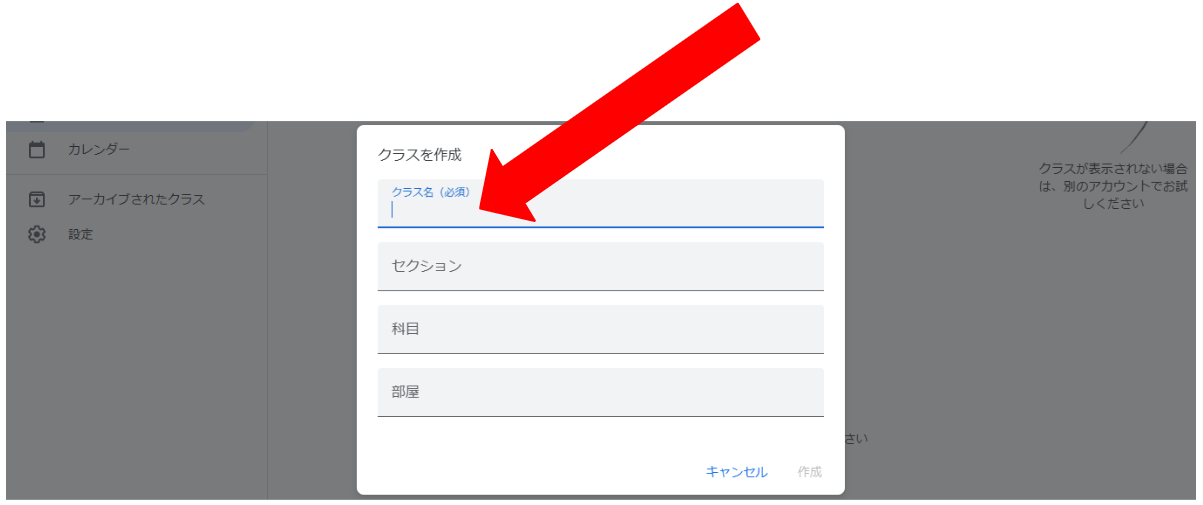 カレンダー
アーカイブされたクラス
設定
クラスを作成
クラス名（必須）
セクション
科目
部屋
キャンセル
作成
クラスが表示されない場合
は、別のアカウントでお試
しください
さい